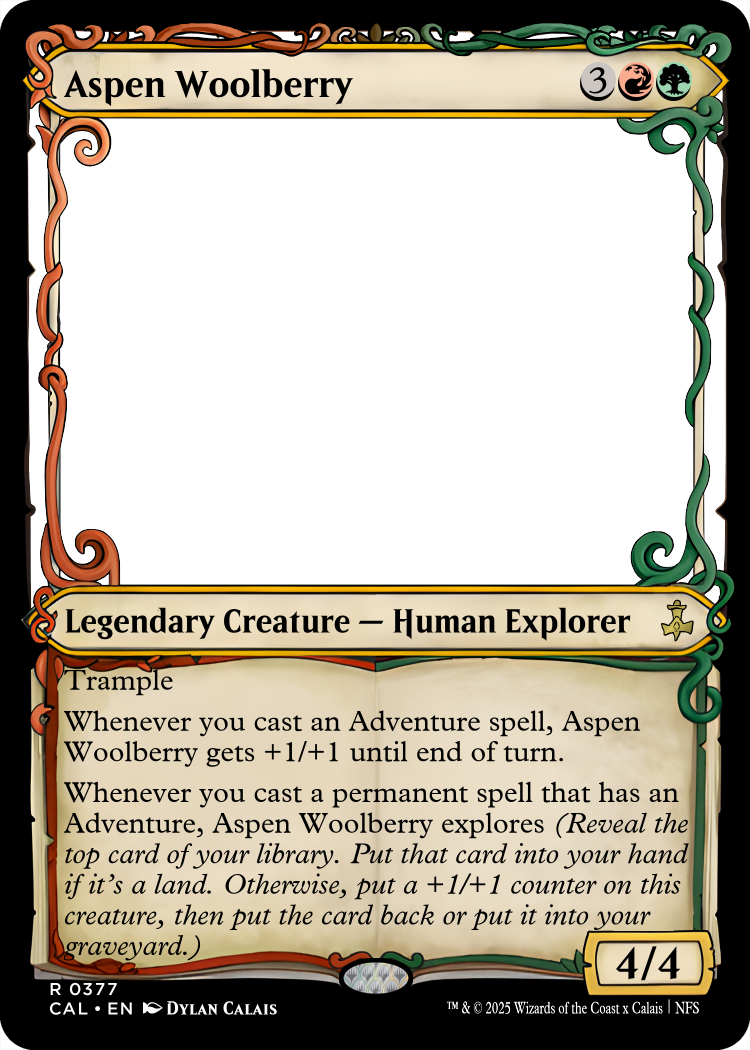 Aspen Woolberry 3
Legendary Creature — Human Explorer
Trample
Whenever you cast an Adventure spell, Aspen
Woolberry gets +1/+1 until end of turn.
Whenever you cast a permanent spell that has an
Adventure, Aspen Woolberry explores (Reveal the
top card of your library. Put that card into your hand
if it's a land. Otherwise, put a +1/+1 counter on this
creature, then put the card back or put it into your
graveyard.)
4/4
R 0377
CAL • EN Dylan Calais
™ & © 2025 Wizards of the Coast x Calais | NFS